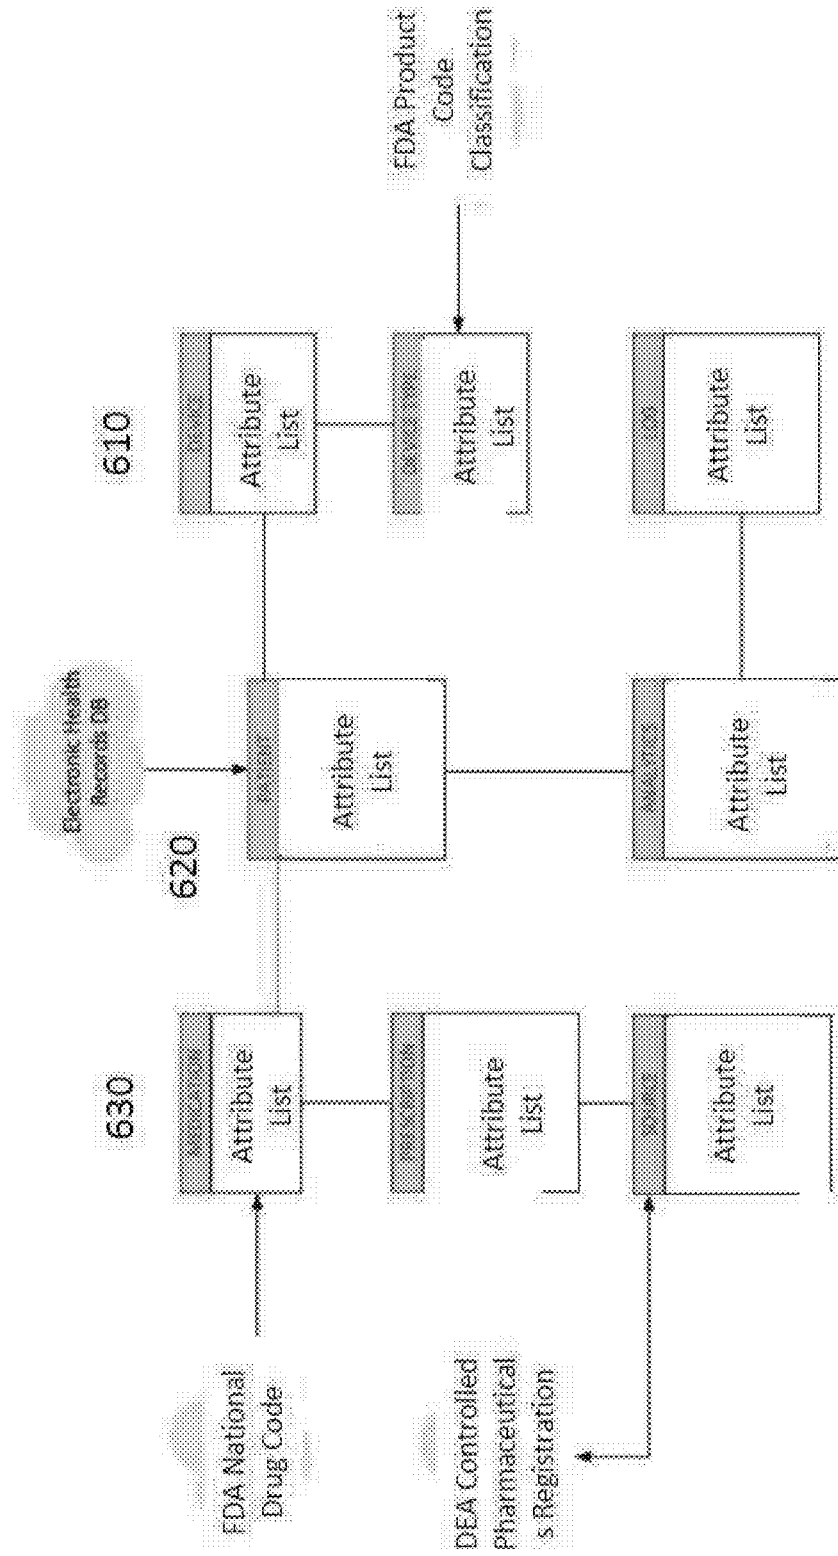 Electronic Health
Records DB
630
620
610
FDA National
Drug Code
Attribute
List
Attribute
List
Attribute
List
FDA Product
Code
Classification
DEA Controlled
Pharmaceutical
s Registration
Attribute
List
Attribute
List
Attribute
List
Attribute
List
Attribute
List